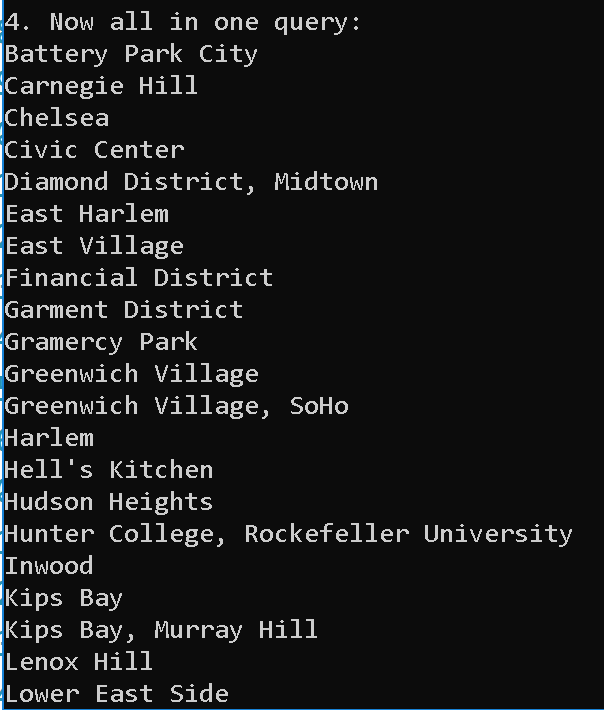 4. Now all in one query:
Battery Park City
Carnegie Hill
Chelsea
Civic Center
Diamond District, Midtown
East Harlem
East Village
Financial District
Garment District
Gramercy Park
Greenwich Village
Greenwich Village, SoHo
Harlem
Hell's Kitchen
Hudson Heights
Hunter College, Rockefeller University
Inwood
Kips Bay
Kips Bay, Murray Hill
Lenox Hill
Lower East Side